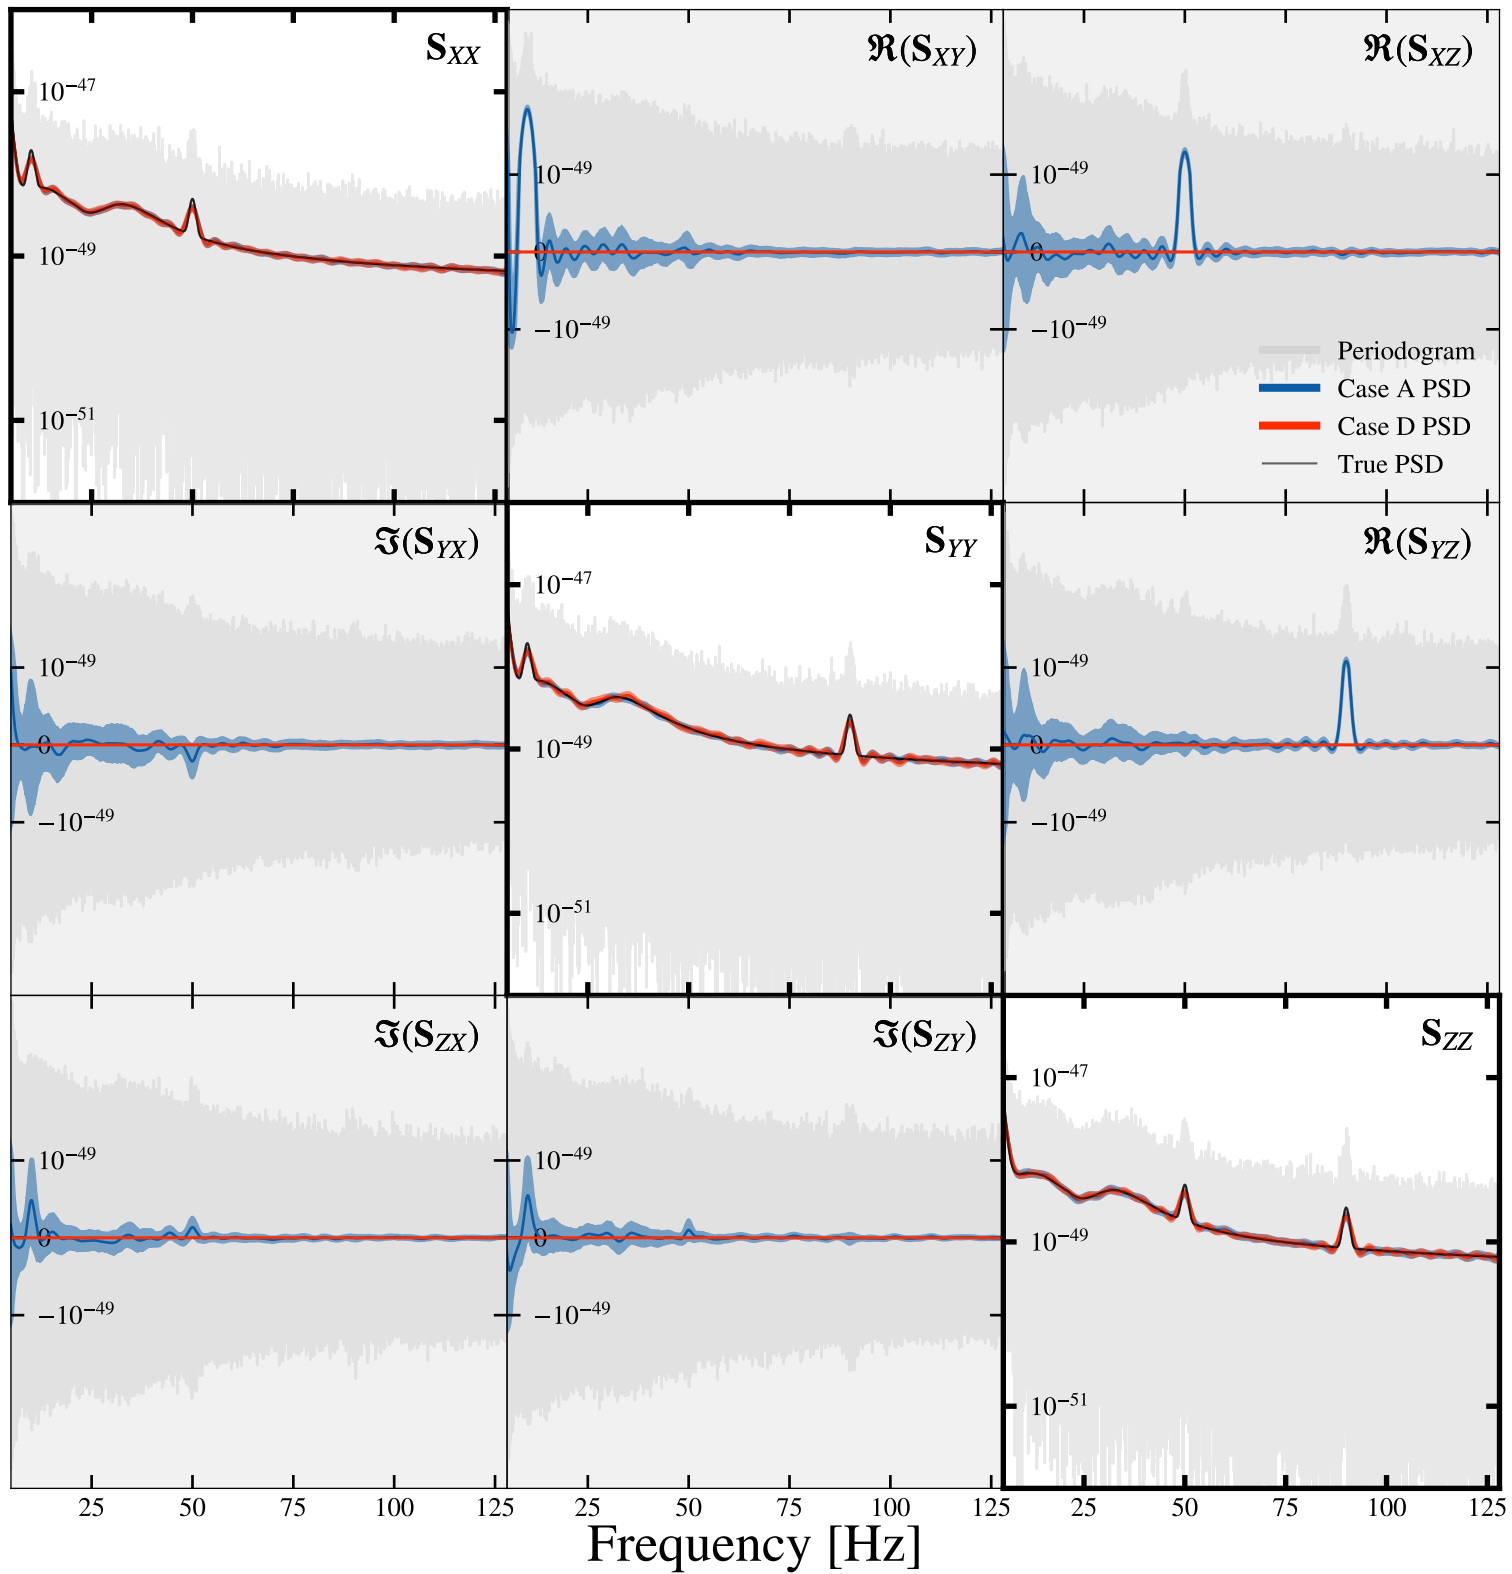 S_XX
10⁻⁴⁷
10⁻⁴⁹
10⁻⁵¹
ℜ(S_XY)
10⁻⁴⁹
0
−10⁻⁴⁹
ℜ(S_XZ)
10⁻⁴⁹
0
−10⁻⁴⁹
Periodogram
Case A PSD
Case D PSD
True PSD
ℑ(S_YX)
10⁻⁴⁹
0
−10⁻⁴⁹
S_YY
10⁻⁴⁷
10⁻⁴⁹
10⁻⁵¹
ℜ(S_YZ)
10⁻⁴⁹
0
−10⁻⁴⁹
ℑ(S_ZX)
10⁻⁴⁹
0
−10⁻⁴⁹
ℑ(S_ZY)
10⁻⁴⁹
0
−10⁻⁴⁹
S_ZZ
10⁻⁴⁷
10⁻⁴⁹
10⁻⁵¹
25 50 75 100 125 25 50 75 100 125 25 50 75 100 125
Frequency [Hz]